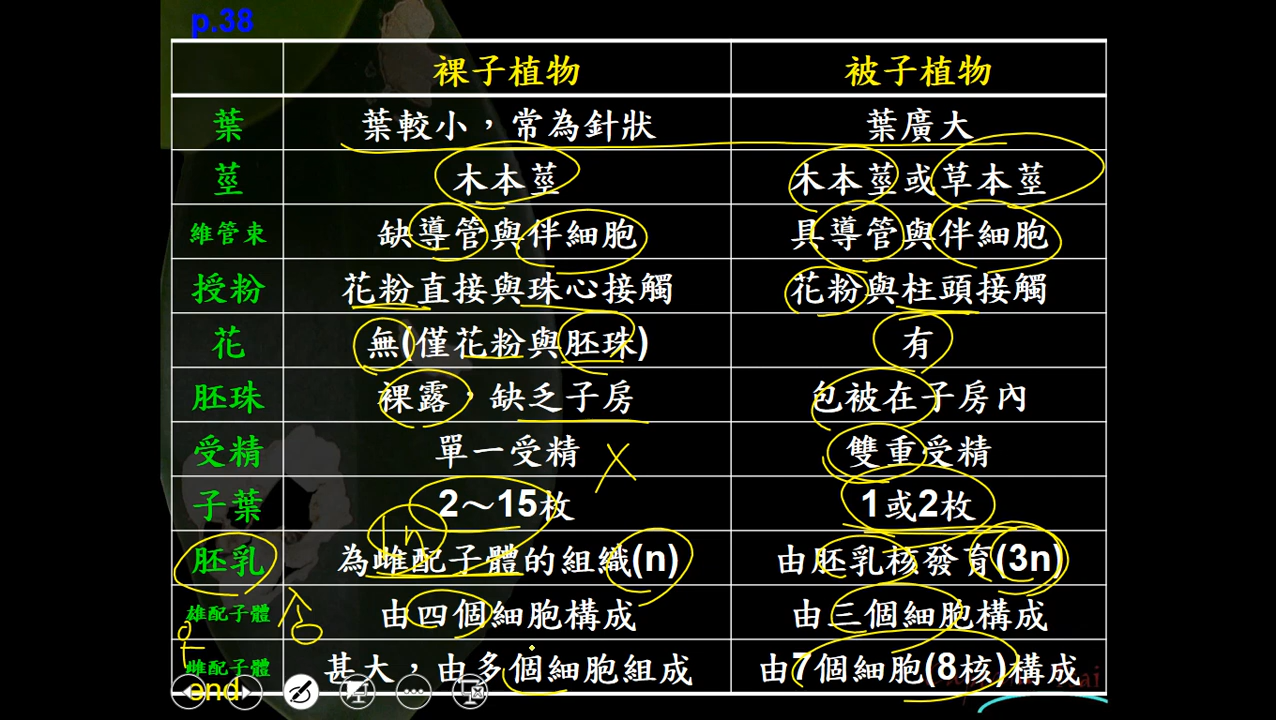 p.38
裸子植物 被子植物
葉 葉較小，常為針狀 葉廣大
莖 木本莖 木本莖或草本莖
維管束 缺導管與伴細胞 具導管與伴細胞
授粉 花粉直接與珠心接觸 花粉與柱頭接觸
花 無(僅花粉與胚珠) 有
胚珠 裸露，缺乏子房 包被在子房內
受精 單一受精 雙重受精
子葉 2～15枚 1或2枚
胚乳 為雌配子體的組織(n) 由胚乳核發育(3n)
雄配子體 由四個細胞構成 由三個細胞構成
雌配子體 甚大，由多個細胞組成 由7個細胞(8核)構成
end